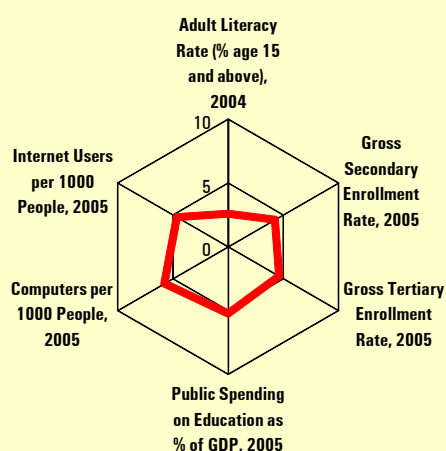 Adult Literacy
Rate (% age 15
and above),
2004
10
5
0
Gross
Secondary
Enrollment
Rate, 2005
Gross Tertiary
Enrollment
Rate, 2005
Public Spending
on Education as
% of GDP, 2005
Computers per
1000 People,
2005
Internet Users
per 1000
People, 2005